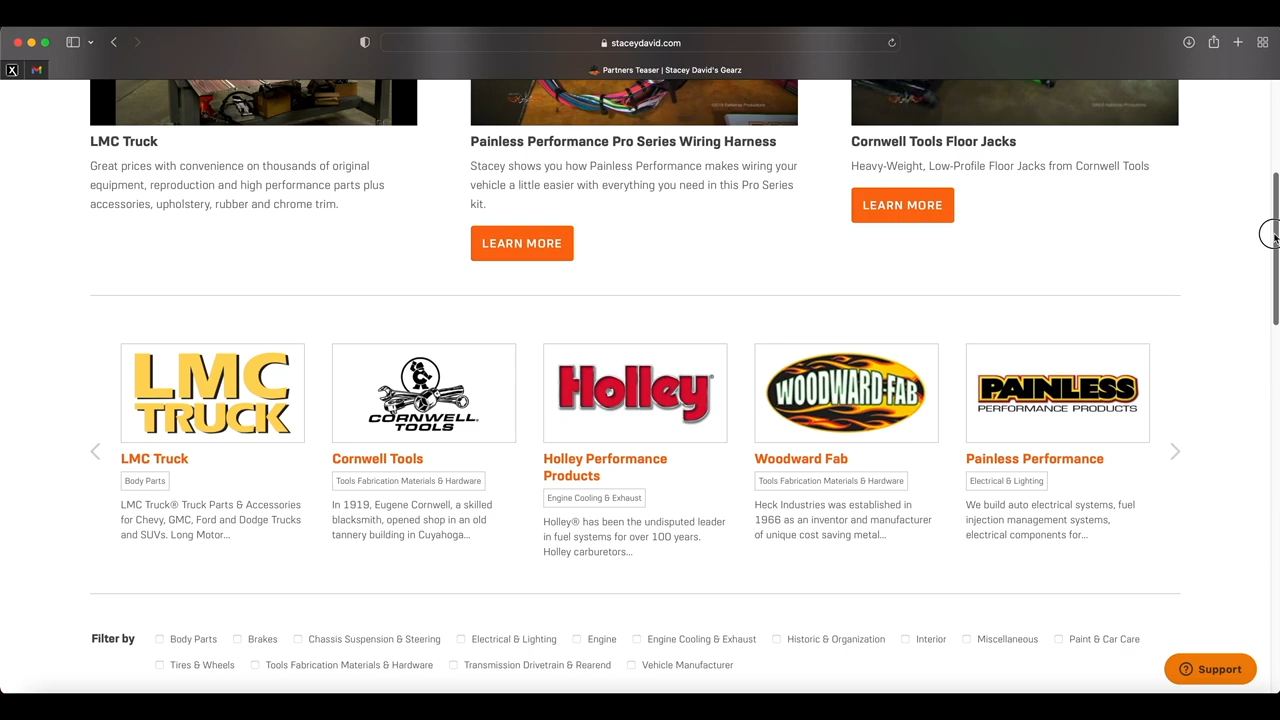 staceydavid.com
X
M
Partners Teaser | Stacey David's Gearz
LMC Truck
Great prices with convenience on thousands of original
equipment, reproduction and high performance parts plus
accessories, upholstery, rubber and chrome trim.
Painless Performance Pro Series Wiring Harness
Stacey shows you how Painless Performance makes wiring your
vehicle a little easier with everything you need in this Pro Series
kit.
LEARN MORE
Cornwell Tools Floor Jacks
Heavy-Weight, Low-Profile Floor Jacks from Cornwell Tools
LEARN MORE
LMC
TRUCK
LMC Truck
Body Parts
LMC Truck® Truck Parts & Accessories
for Chevy, GMC, Ford and Dodge Trucks
and SUVs. Long Motor...
CORNWELL
TOOLS
Cornwell Tools
Tools Fabrication Materials & Hardware
In 1919, Eugene Cornwell, a skilled
blacksmith, opened shop in an old
tannery building in Cuyahoga...
Holley
Holley Performance
Products
Engine Cooling & Exhaust
Holley® has been the undisputed leader
in fuel systems for over 100 years.
Holley carburetors...
WOODWARD-FAB
Woodward Fab
Tools Fabrication Materials & Hardware
Heck Industries was established in
1966 as an inventor and manufacturer
of unique cost saving metal...
PAINLESS
PERFORMANCE PRODUCTS
Painless Performance
Electrical & Lighting
We build auto electrical systems, fuel
injection management systems,
electrical components for...
Filter by Body Parts Brakes Chassis Suspension & Steering Electrical & Lighting Engine Engine Cooling & Exhaust Historic & Organization Interior Miscellaneous Paint & Car Care
Tires & Wheels Tools Fabrication Materials & Hardware Transmission Drivetrain & Rearend Vehicle Manufacturer
Support